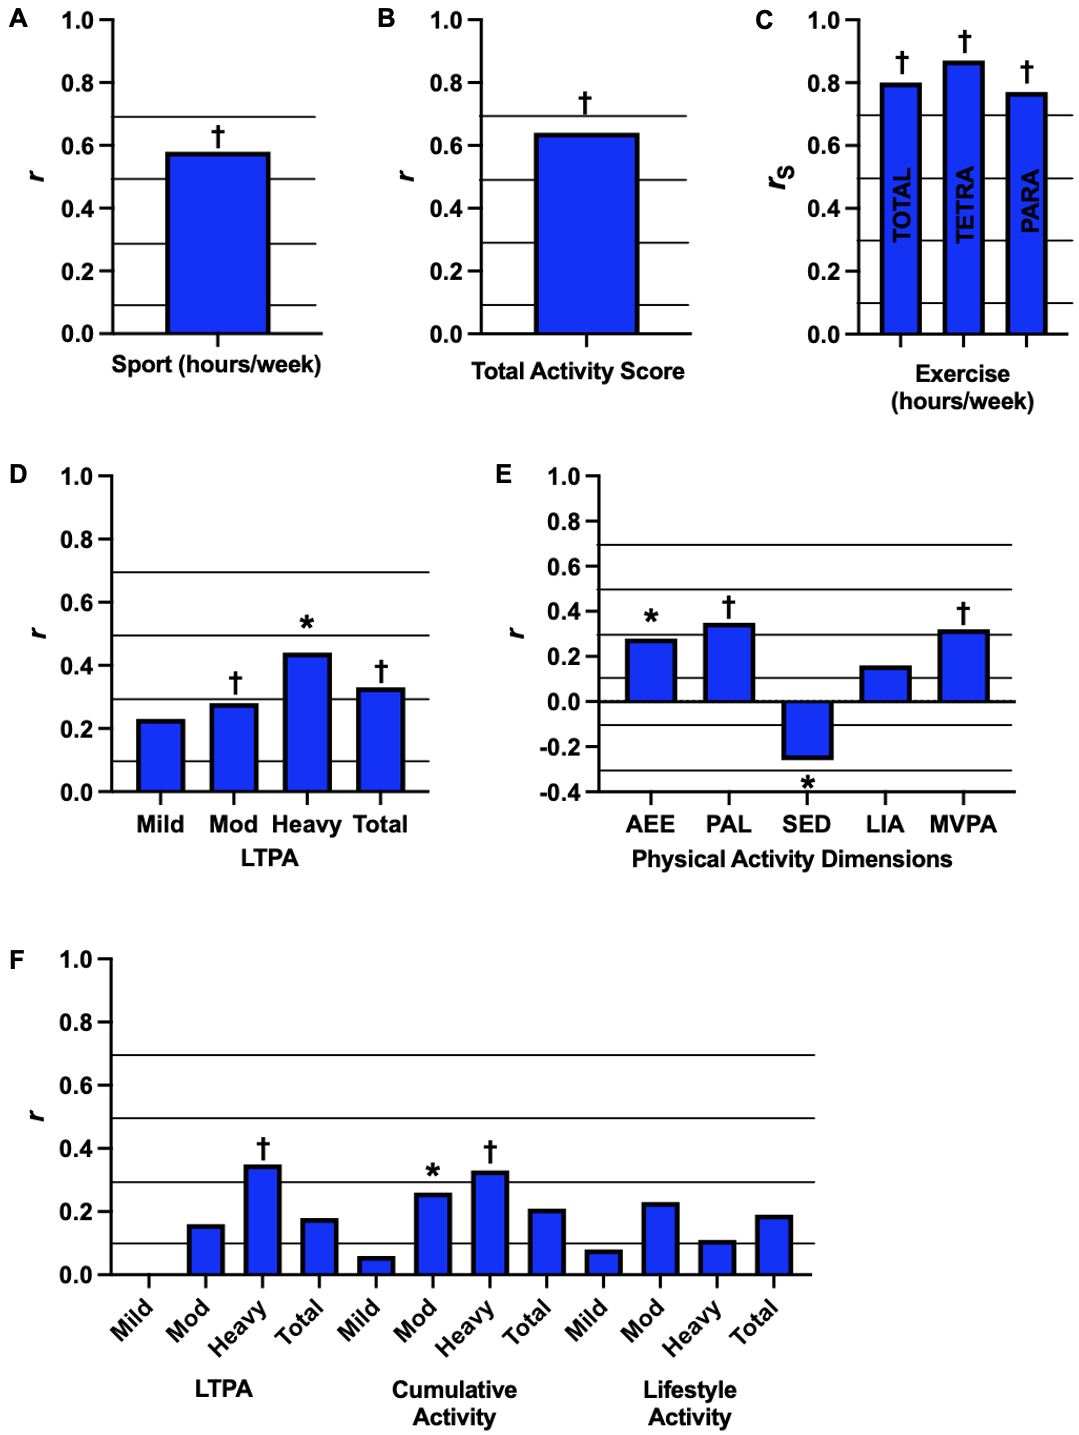 A
1.0
0.8
0.6
0.4
0.2
0.0
r
†
Sport (hours/week)
B
1.0
0.8
0.6
0.4
0.2
0.0
r
†
Total Activity Score
C
1.0
0.8
0.6
0.4
0.2
0.0
rS
† † †
TOTAL TETRA PARA
Exercise
(hours/week)
D
1.0
0.8
0.6
0.4
0.2
0.0
r
† * †
Mild Mod Heavy Total
LTPA
E
1.0
0.8
0.6
0.4
0.2
0.0
-0.2
-0.4
r
* † * †
AEE PAL SED LIA MVPA
Physical Activity Dimensions
F
1.0
0.8
0.6
0.4
0.2
0.0
r
† * †
Mild Mod Heavy Total Mild Mod Heavy Total Mild Mod Heavy Total
LTPA
Cumulative
Activity
Lifestyle
Activity